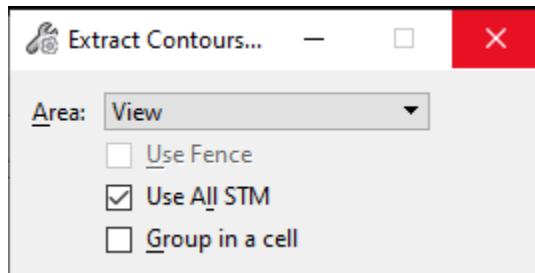 Extract Contours...
Area: View
Use Fence
Use All STM
Group in a cell